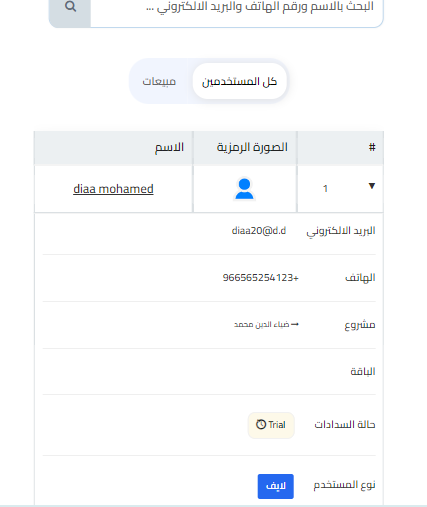 البحث بالاسم ورقم الهاتف والبريد الالكتروني ...
كل المستخدمين مبيعات
# الصورة الرمزية الاسم
▼ 1 diaa mohamed
البريد الالكتروني diaa20@d.d
الهاتف +966565254123
مشروع ضياء الدين محمد
الباقة
حالة السدادات Trial
نوع المستخدم لايف